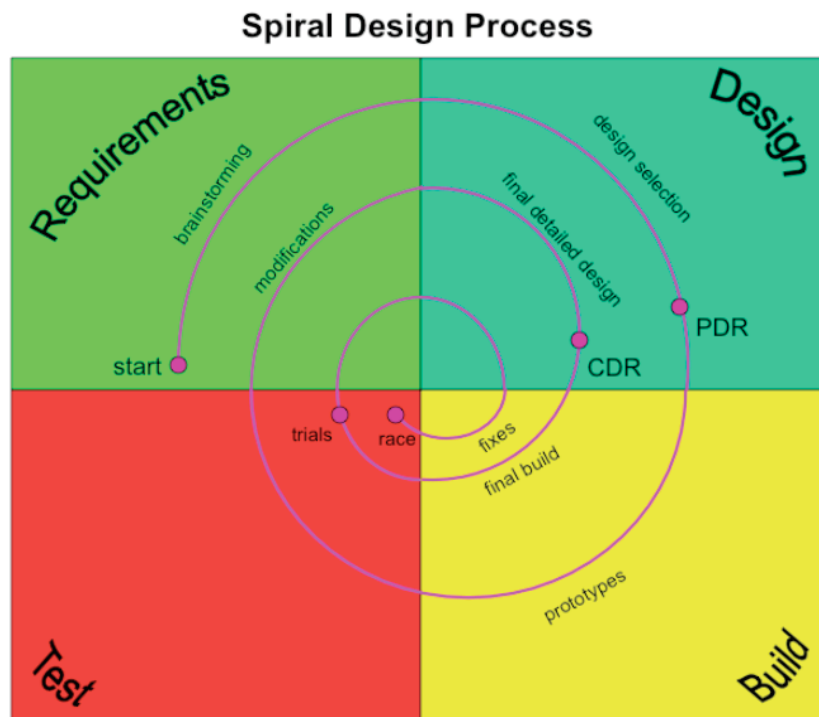 Spiral Design Process
Requirements
Design
brainstorming
design selection
modifications
final detailed design
PDR
start
CDR
trials
race
fixes
final build
prototypes
Test
Build